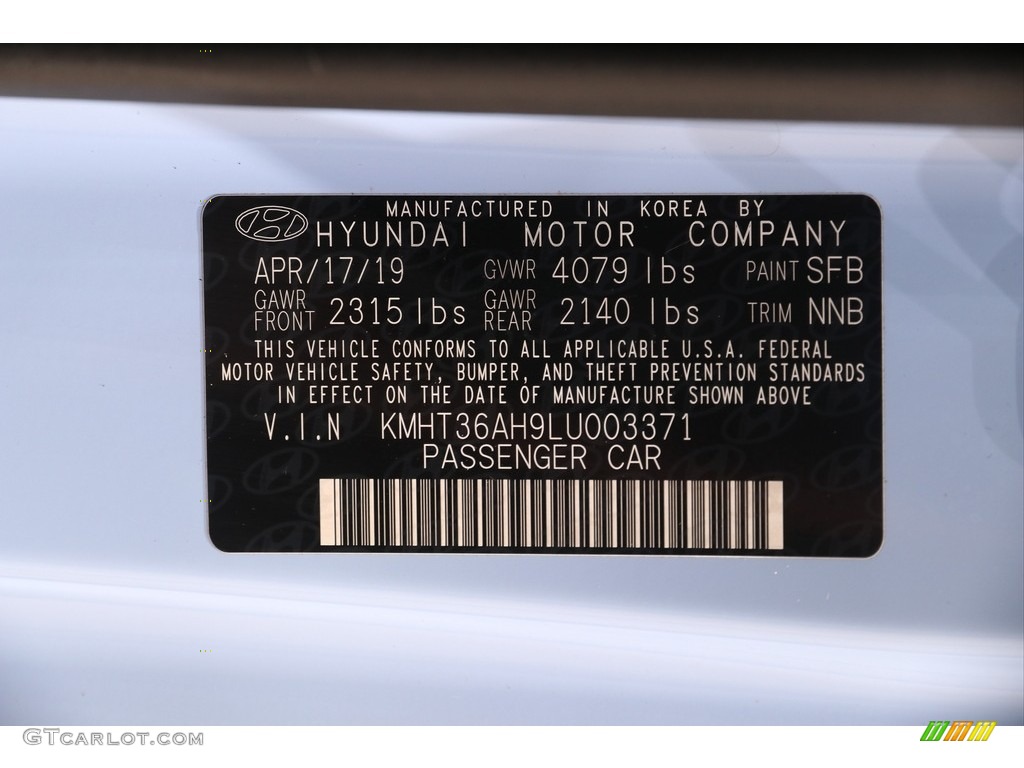 MANUFACTURED IN KOREA BY
HYUNDAI MOTOR COMPANY
APR/17/19 GVWR 4079 lbs PAINT SFB
GAWR FRONT 2315 lbs GAWR REAR 2140 lbs TRIM NNB
THIS VEHICLE CONFORMS TO ALL APPLICABLE U.S.A. FEDERAL
MOTOR VEHICLE SAFETY, BUMPER, AND THEFT PREVENTION STANDARDS
IN EFFECT ON THE DATE OF MANUFACTURE SHOWN ABOVE
V.I.N KMHT36AH9LU003371
PASSENGER CAR
GTCARLOT.COM